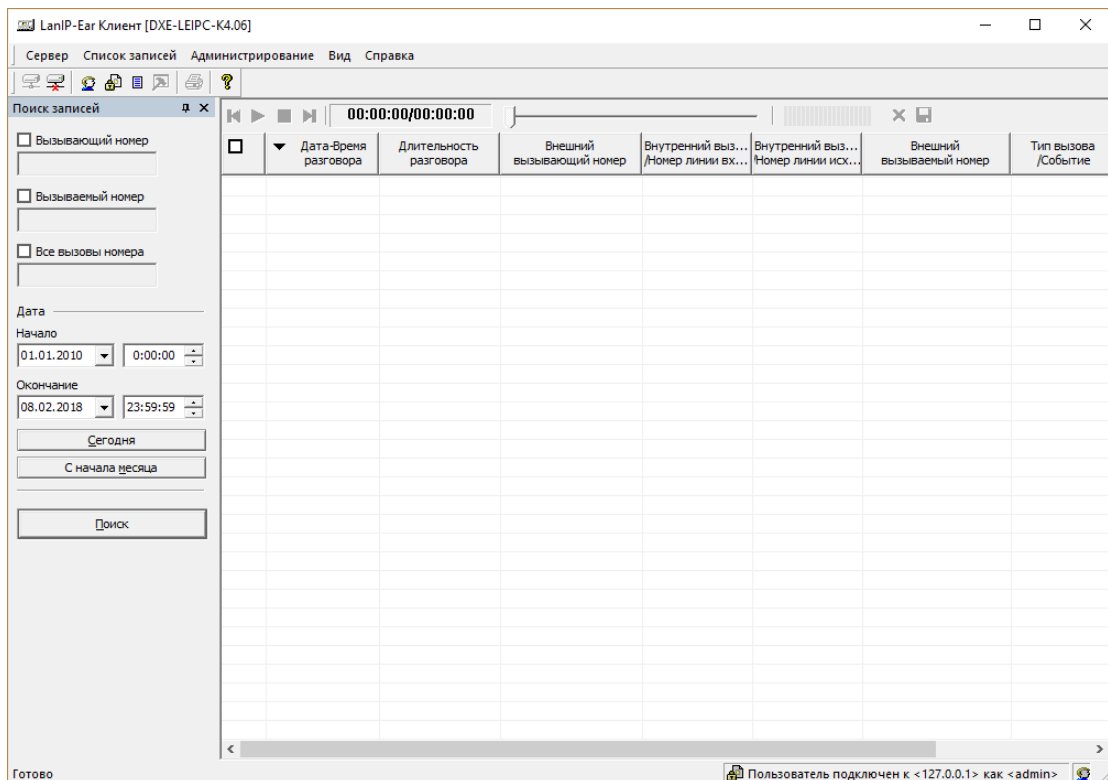 LanIP-Ear Клиент [DXE-LEIPC-K4.06]
Сервер Список записей Администрирование Вид Справка
Поиск записей
00:00:00/00:00:00
Вызывающий номер
Вызываемый номер
Все вызовы номера
Дата
Начало
01.01.2010 0:00:00
Окончание
08.02.2018 23:59:59
Сегодня
С начала месяца
Поиск
Дата-Время разговора
Длительность разговора
Внешний вызывающий номер
Внутренний выз... /Номер линии вх...
Внутренний выз... /Номер линии исх...
Внешний вызываемый номер
Тип вызова /Событие
Готово
Пользователь подключен к <127.0.0.1> как <admin>